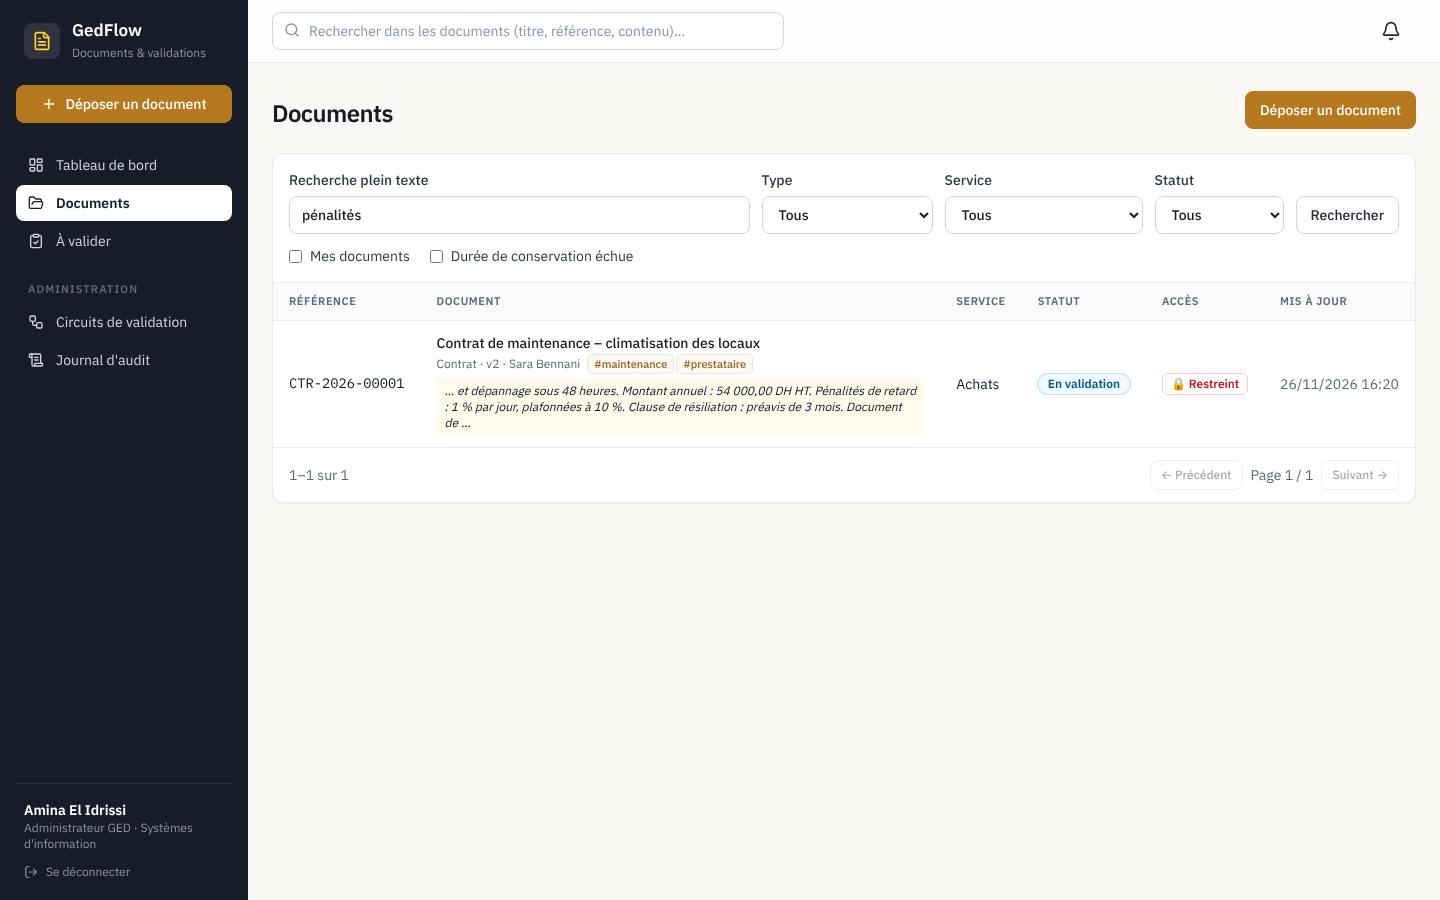 GedFlow
Documents & validations
Déposer un document
Tableau de bord
Documents
À valider
ADMINISTRATION
Circuits de validation
Journal d'audit
Amina El Idrissi
Administrateur GED · Systèmes
d'information
Se déconnecter
Rechercher dans les documents (titre, référence, contenu)...
Documents
Déposer un document
Recherche plein texte
Type
Service
Statut
pénalités
Tous
Tous
Tous
Rechercher
Mes documents
Durée de conservation échue
RÉFÉRENCE
DOCUMENT
SERVICE
STATUT
ACCÈS
MIS À JOUR
CTR-2026-00001
Contrat de maintenance – climatisation des locaux
Contrat · v2 · Sara Bennani #maintenance #prestataire
... et dépannage sous 48 heures. Montant annuel : 54 000,00 DH HT. Pénalités de retard
: 1 % par jour, plafonnées à 10 %. Clause de résiliation : préavis de 3 mois. Document
de ...
Achats
En validation
🔒 Restreint
26/11/2026 16:20
1–1 sur 1
← Précédent
Page 1 / 1
Suivant →